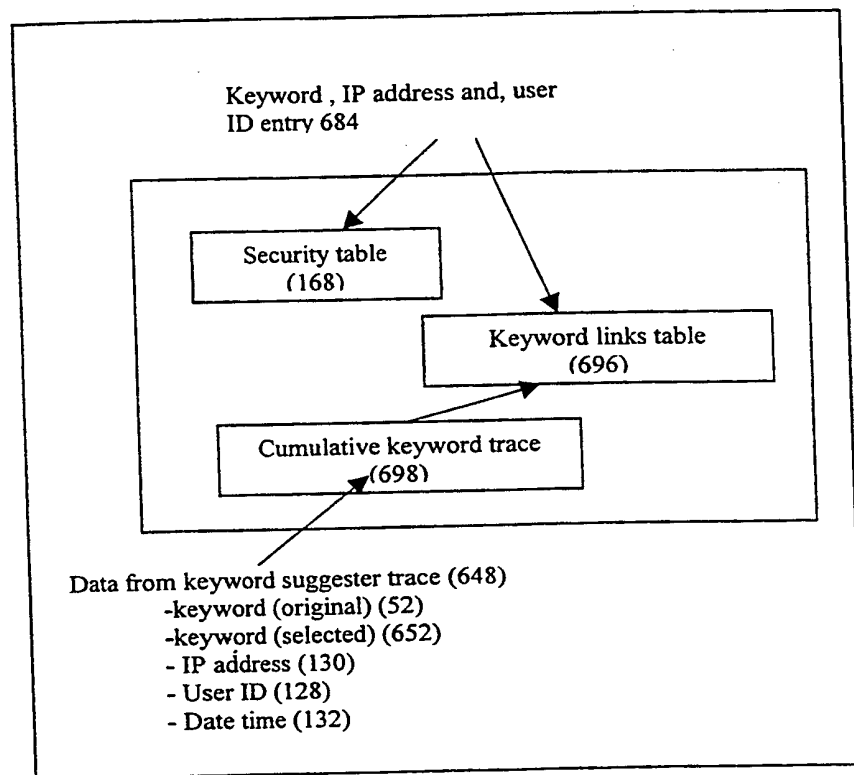 Keyword , IP address and, user
ID entry 684
Security table
(168)
Keyword links table
(696)
Cumulative keyword trace
(698)
Data from keyword suggester trace (648)
-keyword (original) (52)
-keyword (selected) (652)
- IP address (130)
- User ID (128)
- Date time (132)